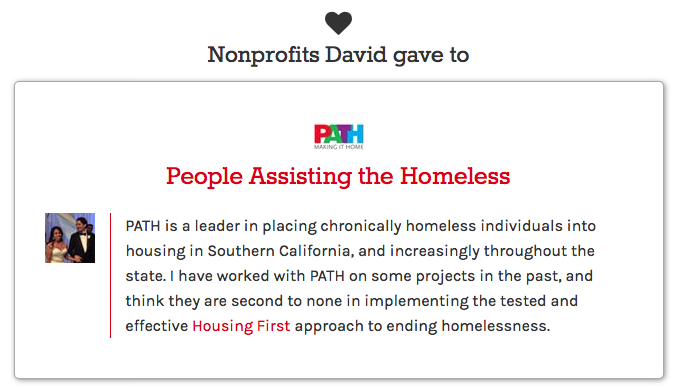 Nonprofits David gave to
PATH
MAKING IT HOME
People Assisting the Homeless
PATH is a leader in placing chronically homeless individuals into
housing in Southern California, and increasingly throughout the
state. I have worked with PATH on some projects in the past, and
think they are second to none in implementing the tested and
effective Housing First approach to ending homelessness.